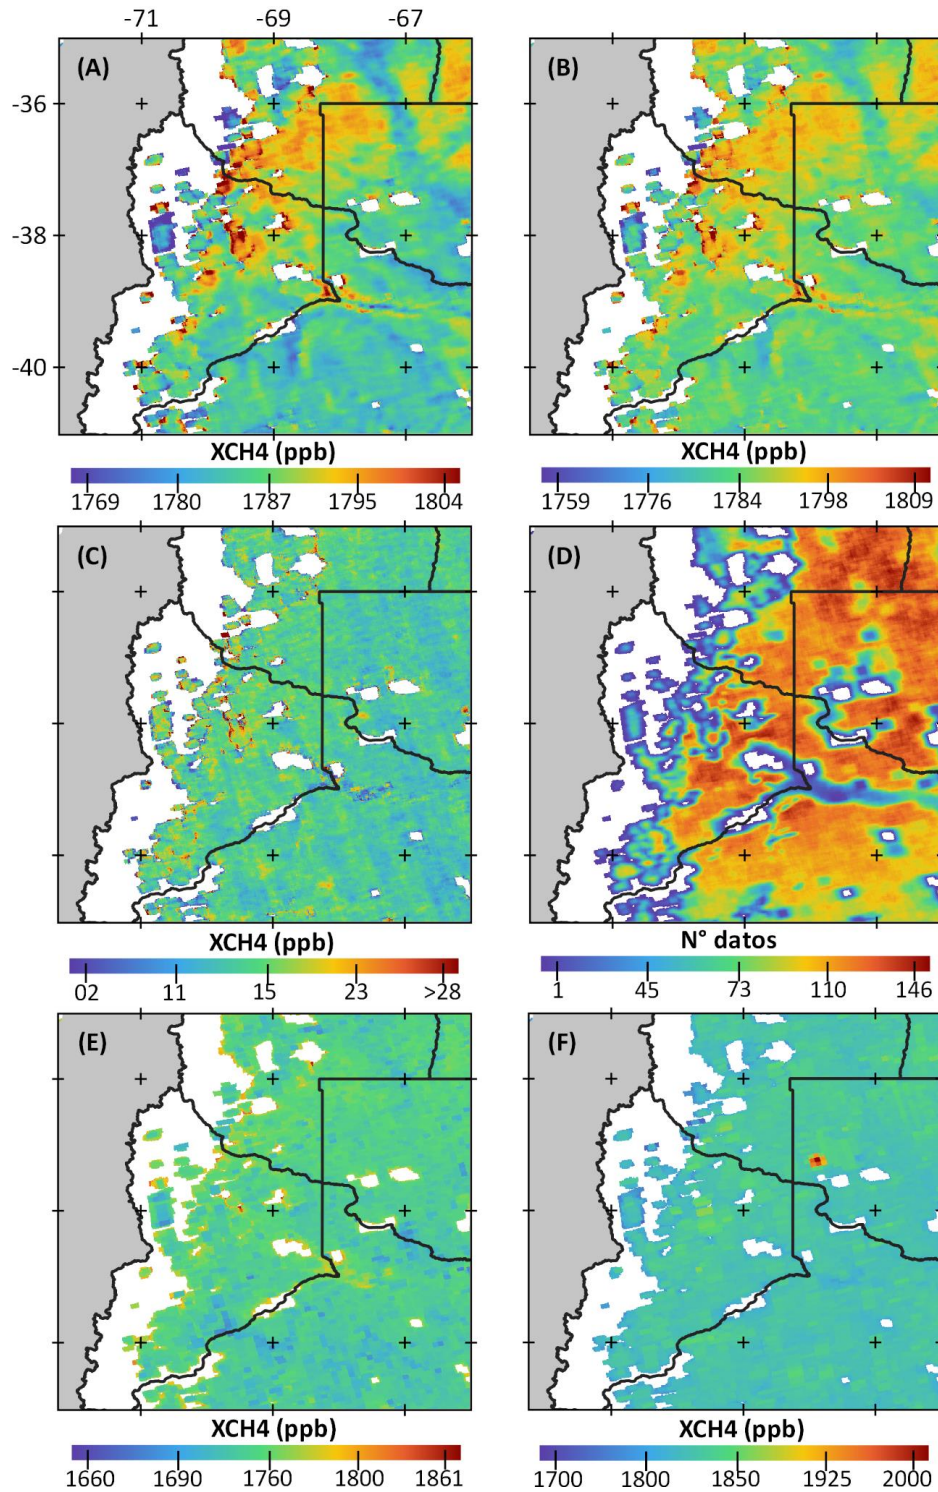 -71 -69 -67
(A) (B)
-36
-38
-40
XCH4 (ppb) XCH4 (ppb)
1769 1780 1787 1795 1804 1759 1776 1784 1798 1809
(C) (D)
XCH4 (ppb) N° datos
02 11 15 23 >28 1 45 73 110 146
(E) (F)
XCH4 (ppb) XCH4 (ppb)
1660 1690 1760 1800 1861 1700 1800 1850 1925 2000